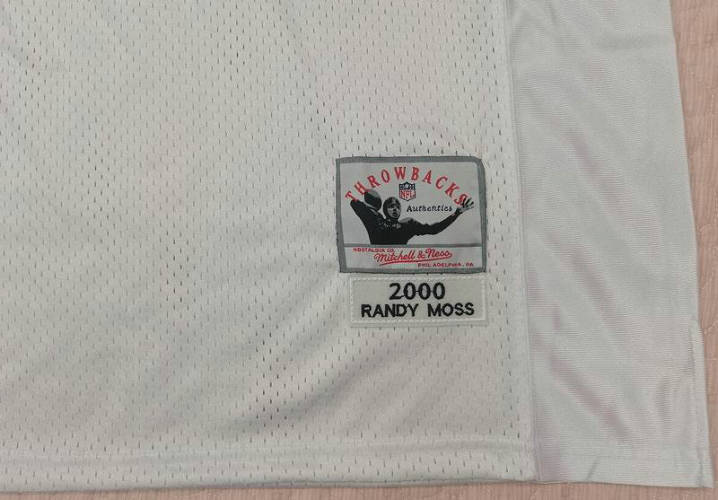 THROWBACKS
NFL
Authentics
NOSTALGIA CO.
Mitchell & Ness
PHILADELPHIA, PA
2000
RANDY MOSS